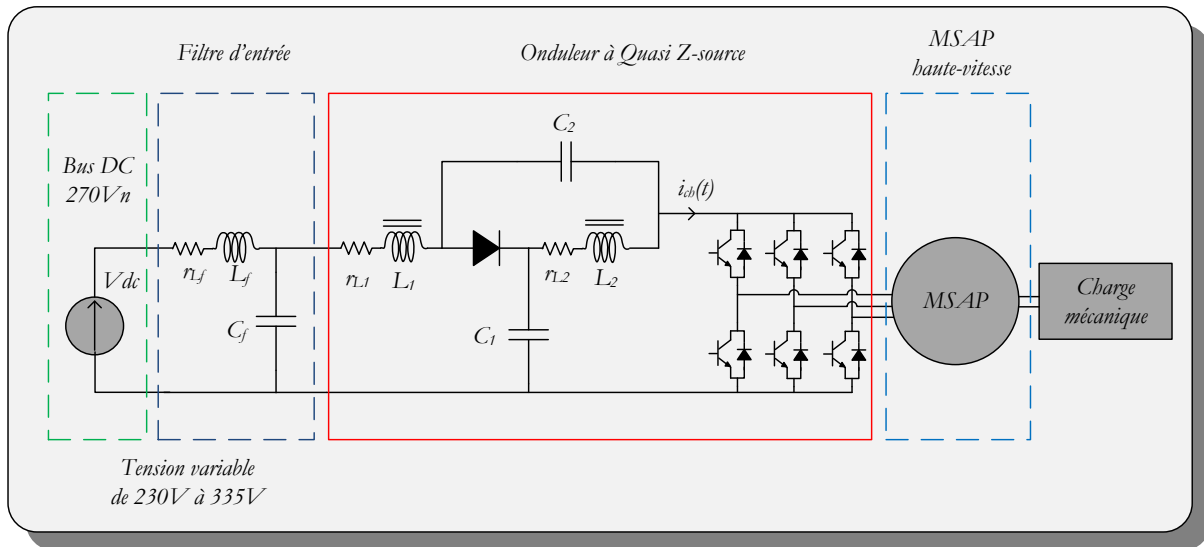 Filtre d'entrée
Onduleur à Quasi Z-source
MSAP
haute-vitesse
Bus DC
270Vn
Vdc
rLf
Lf
Cf
rL1
L1
C2
rL2
L2
C1
ich(t)
MSAP
Charge
mécanique
Tension variable
de 230V à 335V